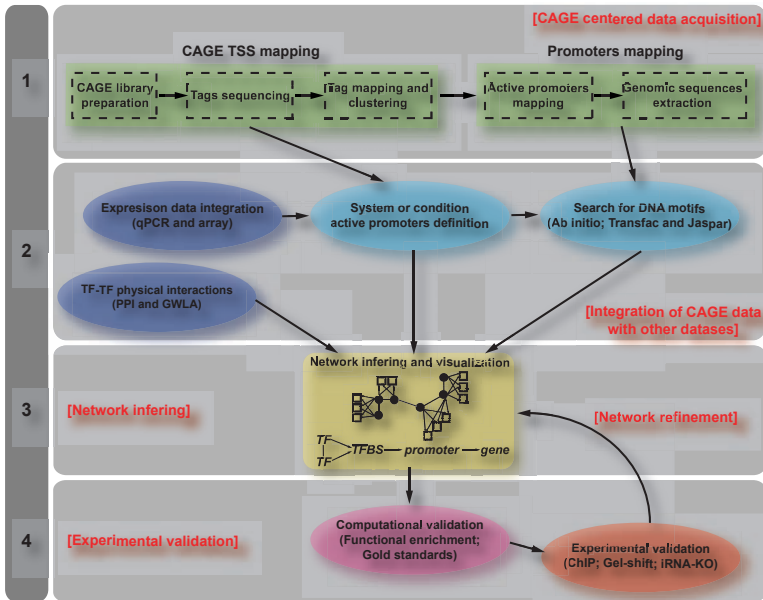 [CAGE centered data acquisition]
CAGE TSS mapping
Promoters mapping
1
CAGE library
preparation
Tags sequencing
Tag mapping and
clustering
Active promoters
mapping
Genomic sequences
extraction
2
Expresison data integration
(qPCR and array)
System or condition
active promoters definition
Search for DNA motifs
(Ab initio; Transfac and Jaspar)
TF-TF physical interactions
(PPI and GWLA)
[Integration of CAGE data
with other datases]
3
[Network infering]
Network infering and visualization
TF
TF
TFBS
promoter
gene
[Network refinement]
4
[Experimental validation]
Computational validation
(Functional enrichment;
Gold standards)
Experimental validation
(ChIP; Gel-shift; iRNA-KO)